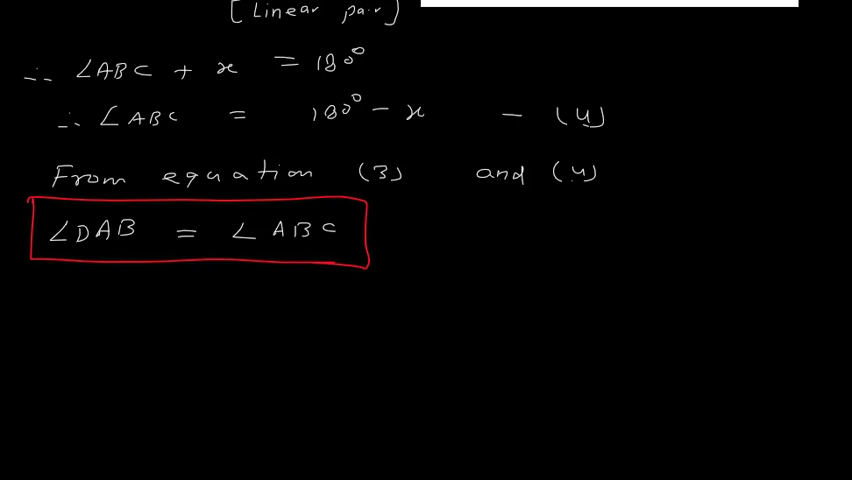 [Linear pair]
∴ ∠ABC + x = 180°
∴ ∠ABC = 180° - x - (4)
From equation (3) and (4)
∠DAB = ∠ABC